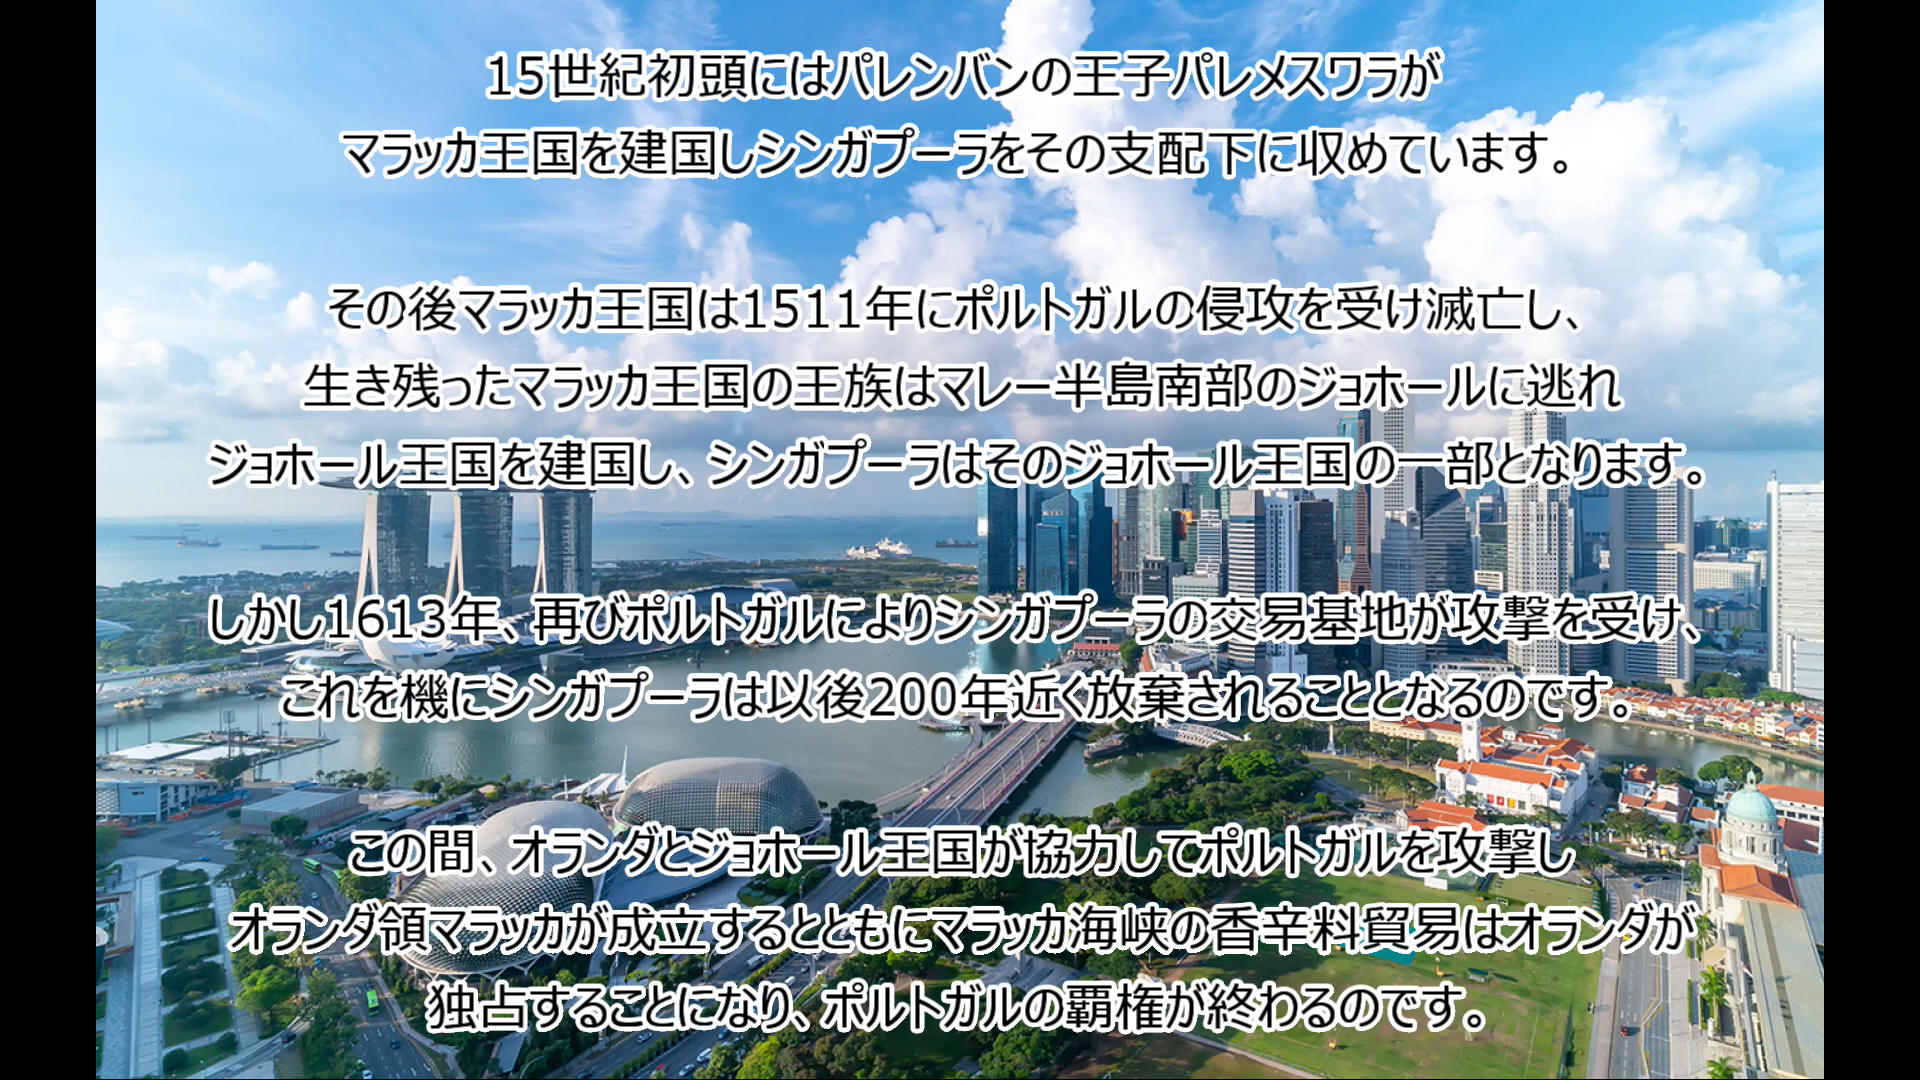 15世紀初頭にはパレンバンの王子パレメスワラが
マラッカ王国を建国しシンガプーラをその支配下に収めています。
その後マラッカ王国は1511年にポルトガルの侵攻を受け滅亡し、
生き残ったマラッカ王国の王族はマレー半島南部のジョホールに逃れ
ジョホール王国を建国し、シンガプーラはそのジョホール王国の一部となります。
しかし1613年、再びポルトガルによりシンガプーラの交易基地が攻撃を受け、
これを機にシンガプーラは以後200年近く放棄されることとなるのです。
この間、オランダとジョホール王国が協力してポルトガルを攻撃し
オランダ領マラッカが成立するとともにマラッカ海峡の香辛料貿易はオランダが
独占することになり、ポルトガルの覇権が終わるのです。